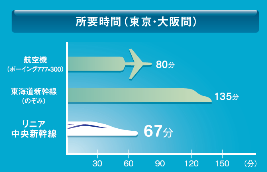 所要時間(東京・大阪間)
航空機
(ボーイング777-300)
80分
東海道新幹線
(のぞみ)
135分
リニア
中央新幹線
67分
30 60 90 120 150 (分)